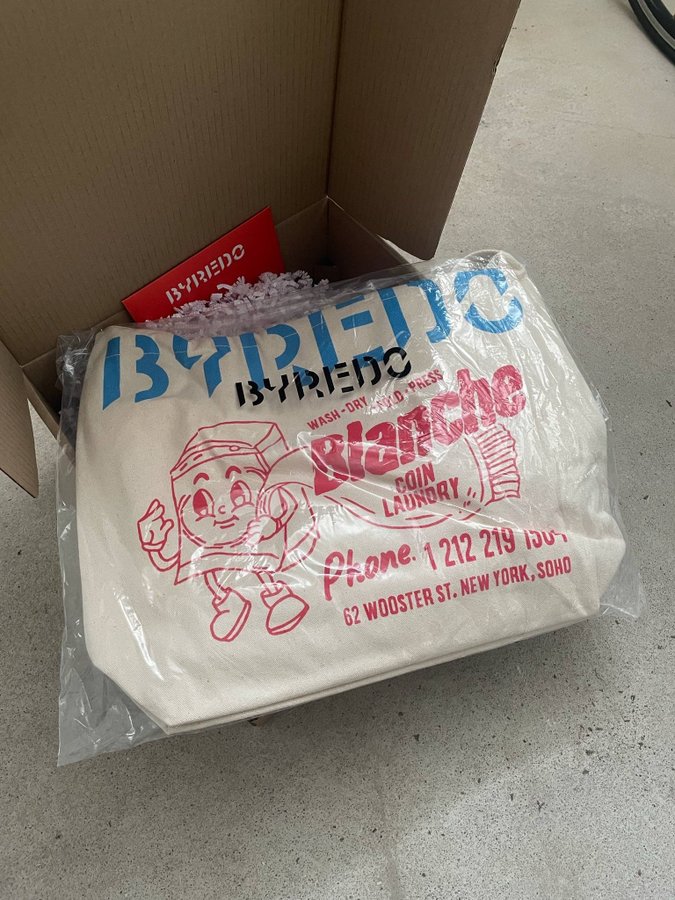 BYREDO
BYREDO
BYREDO
WASH-DRY
PRESS
Blanche
COIN
LAUNDRY
Phone. 1 212 219
62 WOOSTER ST. NEW YORK, SOHO